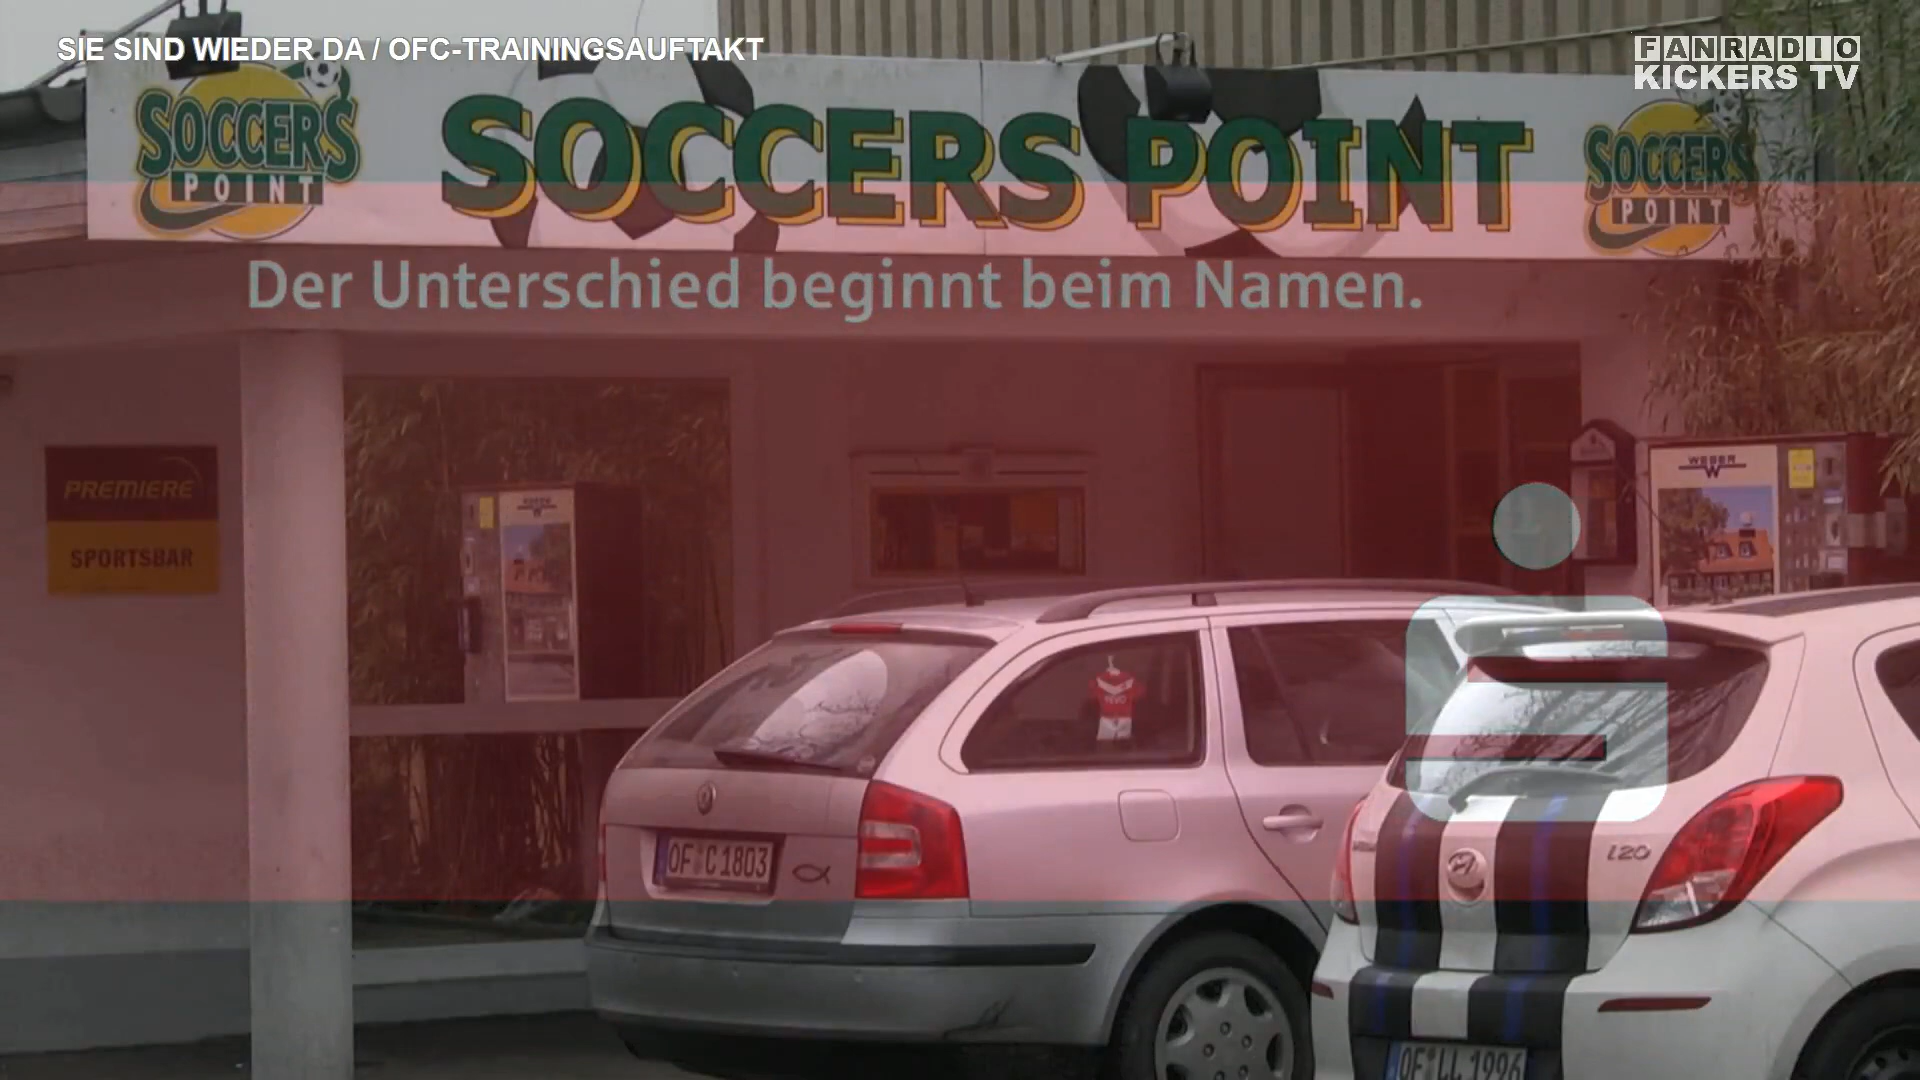 SIE SIND WIEDER DA / OFC-TRAININGSAUFTAKT
FANRADIO
KICKERS TV
SOCCERS
POINT
SOCCERS POINT
SOCCERS
POINT
Der Unterschied beginnt beim Namen.
PREMIERE
SPORTSBAR
WEBER
W
OF C 1803
i20
OF LL 1996